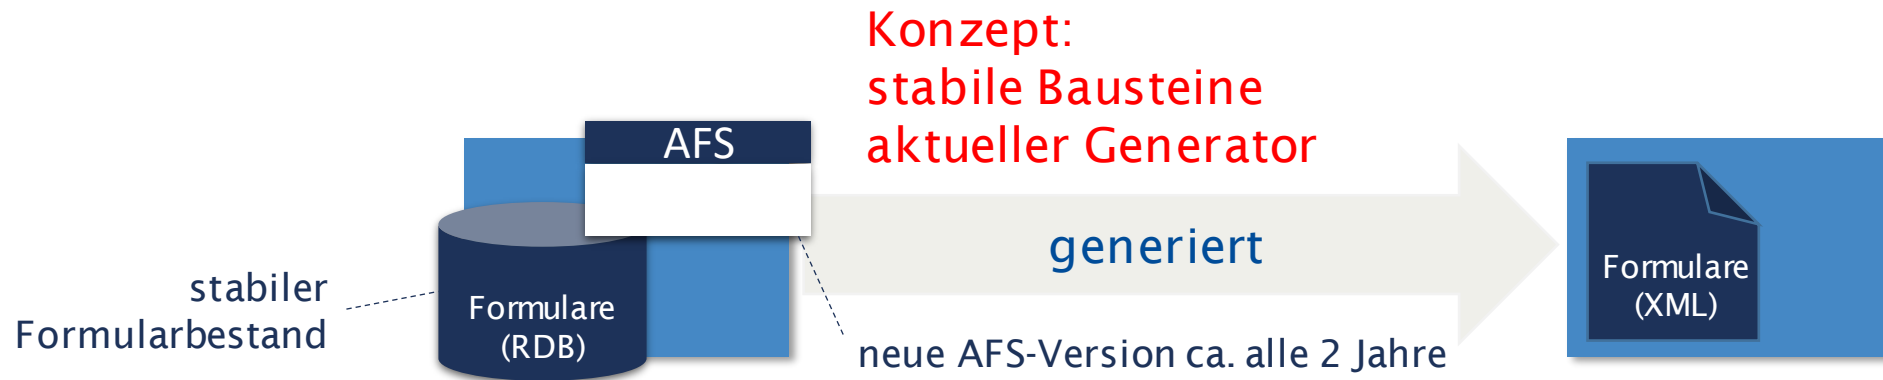 Konzept:
stabile Bausteine
aktueller Generator
AFS
generiert
stabiler
Formularbestand
Formulare
(RDB)
neue AFS-Version ca. alle 2 Jahre
Formulare
(XML)